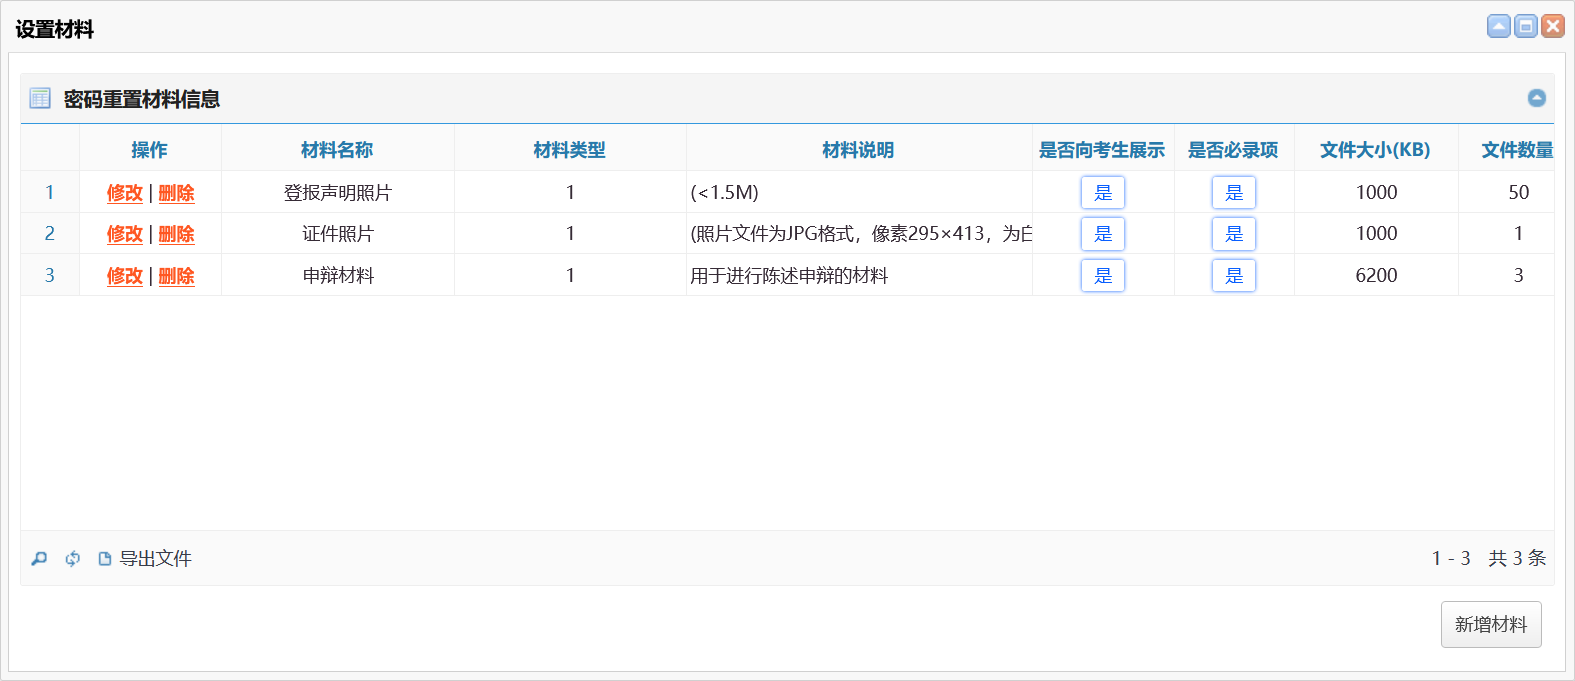 设置材料
密码重置材料信息
操作 材料名称 材料类型 材料说明 是否向考生展示 是否必录项 文件大小(KB) 文件数量
1 修改 | 删除 登报声明照片 1 (<1.5M) 是 是 1000 50
2 修改 | 删除 证件照片 1 (照片文件为JPG格式，像素295×413，为白 是 是 1000 1
3 修改 | 删除 申辩材料 1 用于进行陈述申辩的材料 是 是 6200 3
导出文件 1 - 3 共 3 条
新增材料